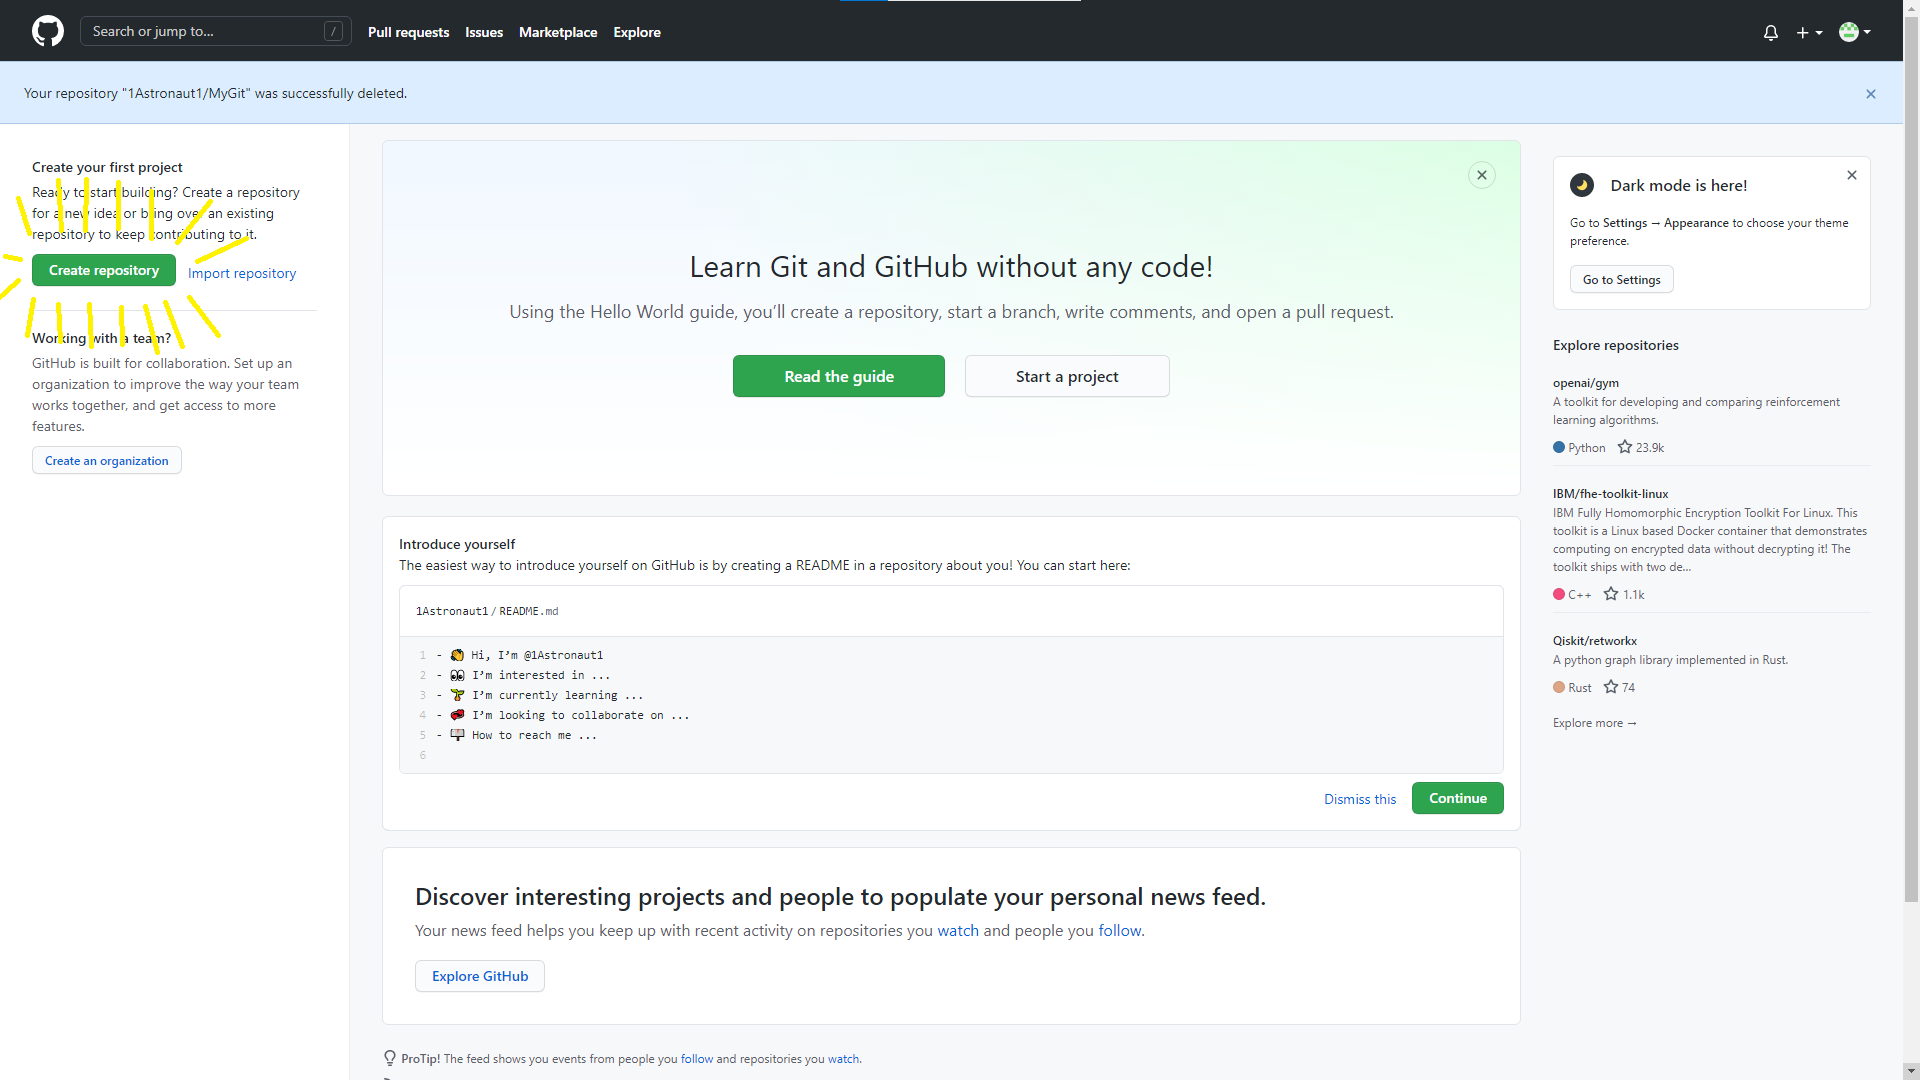 Search or jump to... /
Pull requests Issues Marketplace Explore
Your repository "1Astronaut1/MyGit" was successfully deleted.
Create your first project
Ready to start building? Create a repository
for a new idea or bring over an existing
repository to keep contributing to it.
Create repository Import repository
Working with a team?
GitHub is built for collaboration. Set up an
organization to improve the way your team
works together, and get access to more
features.
Create an organization
Learn Git and GitHub without any code!
Using the Hello World guide, you’ll create a repository, start a branch, write comments, and open a pull request.
Read the guide Start a project
Introduce yourself
The easiest way to introduce yourself on GitHub is by creating a README in a repository about you! You can start here:
1Astronaut1 / README.md
1 - 👋 Hi, I’m @1Astronaut1
2 - 👀 I’m interested in ...
3 - 🌱 I’m currently learning ...
4 - 💞️ I’m looking to collaborate on ...
5 - 📫 How to reach me ...
6
Dismiss this Continue
Discover interesting projects and people to populate your personal news feed.
Your news feed helps you keep up with recent activity on repositories you watch and people you follow.
Explore GitHub
ProTip! The feed shows you events from people you follow and repositories you watch.
Dark mode is here!
Go to Settings → Appearance to choose your theme
preference.
Go to Settings
Explore repositories
openai/gym
A toolkit for developing and comparing reinforcement
learning algorithms.
Python 23.9k
IBM/fhe-toolkit-linux
IBM Fully Homomorphic Encryption Toolkit For Linux. This
toolkit is a Linux based Docker container that demonstrates
computing on encrypted data without decrypting it! The
toolkit ships with two de...
C++ 1.1k
Qiskit/retworkx
A python graph library implemented in Rust.
Rust 74
Explore more →